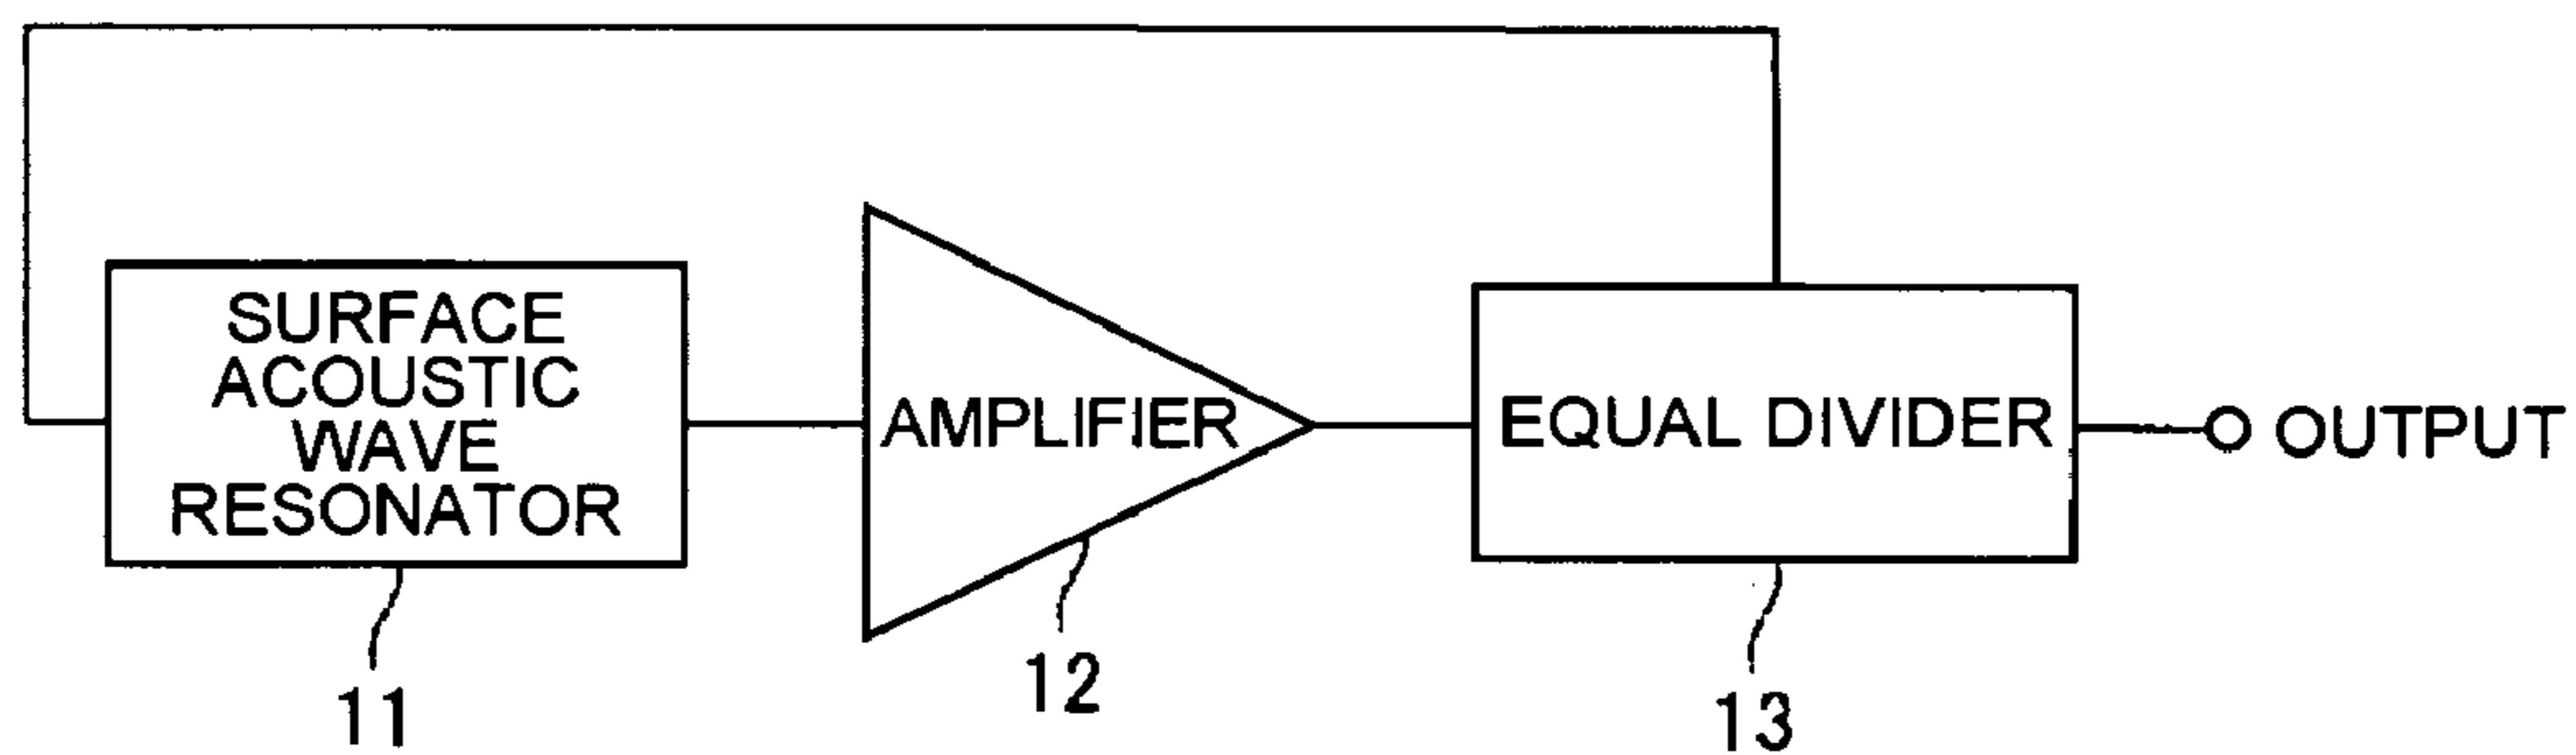 SURFACE
ACOUSTIC
WAVE
RESONATOR
AMPLIFIER
EQUAL DIVIDER
OUTPUT
11
12
13